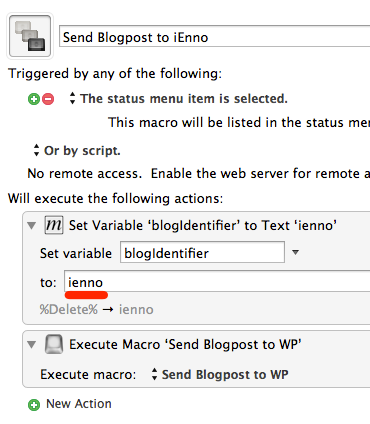 Send Blogpost to iEnno
Triggered by any of the following:
The status menu item is selected.
This macro will be listed in the status
Or by script.
No remote access. Enable the web server for remote a
Will execute the following actions:
Set Variable ‘blogIdentifier’ to Text ‘ienno’
Set variable blogIdentifier
to: ienno
%Delete% → ienno
Execute Macro ‘Send Blogpost to WP’
Execute macro: Send Blogpost to WP
New Action